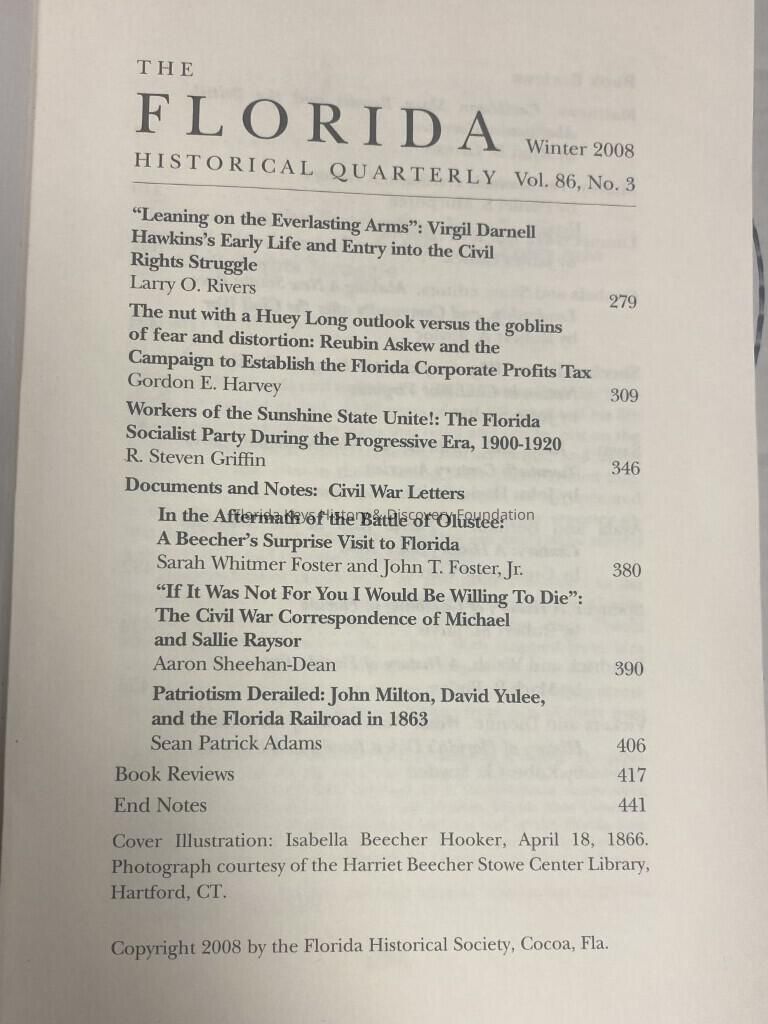 THE
FLORIDA Winter 2008
HISTORICAL QUARTERLY Vol. 86, No. 3
“Leaning on the Everlasting Arms”: Virgil Darnell
Hawkins’s Early Life and Entry into the Civil
Rights Struggle
Larry O. Rivers 279
The nut with a Huey Long outlook versus the goblins
of fear and distortion: Reubin Askew and the
Campaign to Establish the Florida Corporate Profits Tax
Gordon E. Harvey 309
Workers of the Sunshine State Unite!: The Florida
Socialist Party During the Progressive Era, 1900-1920
R. Steven Griffin 346
Documents and Notes: Civil War Letters
In the Aftermath of the Battle of Olustee:
Florida Keys History & Discovery Foundation
A Beecher’s Surprise Visit to Florida
Sarah Whitmer Foster and John T. Foster, Jr. 380
“If It Was Not For You I Would Be Willing To Die”:
The Civil War Correspondence of Michael
and Sallie Raysor
Aaron Sheehan-Dean 390
Patriotism Derailed: John Milton, David Yulee,
and the Florida Railroad in 1863
Sean Patrick Adams 406
Book Reviews 417
End Notes 441
Cover Illustration: Isabella Beecher Hooker, April 18, 1866.
Photograph courtesy of the Harriet Beecher Stowe Center Library,
Hartford, CT.
Copyright 2008 by the Florida Historical Society, Cocoa, Fla.